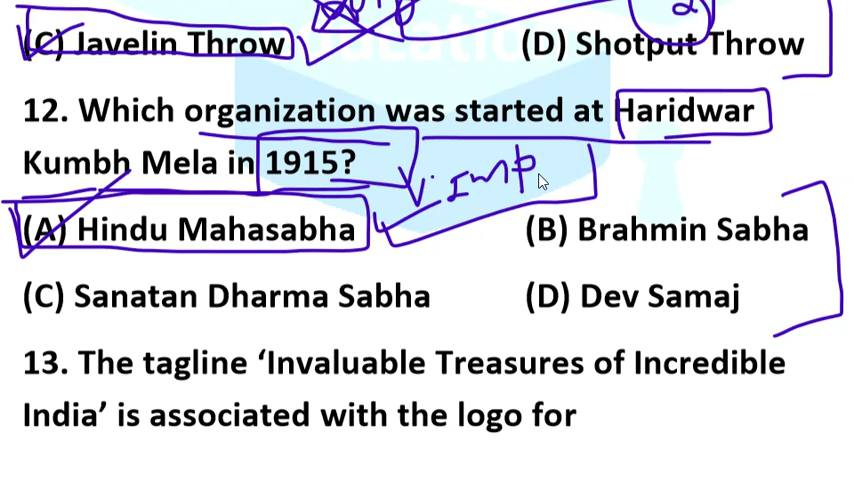 (C) Javelin Throw (D) Shotput Throw
12. Which organization was started at Haridwar
Kumbh Mela in 1915?
V. Imp
(A) Hindu Mahasabha (B) Brahmin Sabha
(C) Sanatan Dharma Sabha (D) Dev Samaj
13. The tagline ‘Invaluable Treasures of Incredible
India’ is associated with the logo for